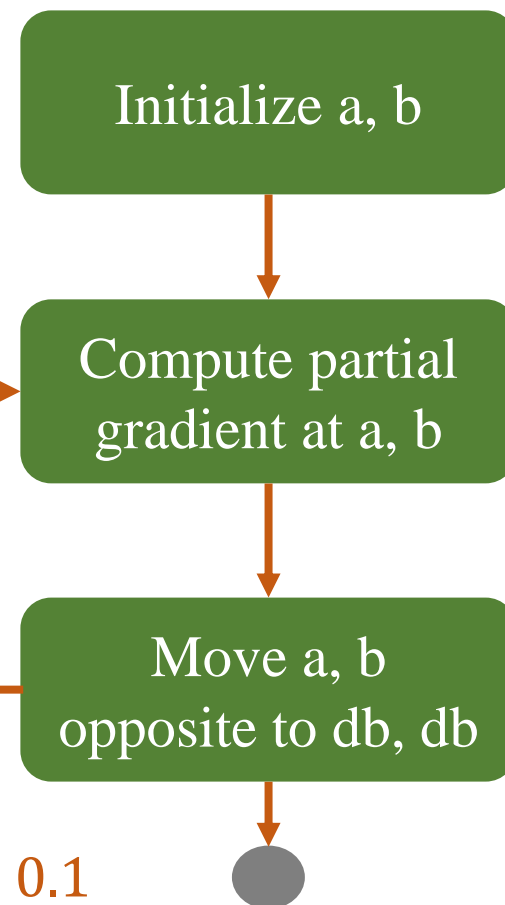 Initialize a, b
Compute partial
gradient at a, b
Move a, b
opposite to db, db
0.1